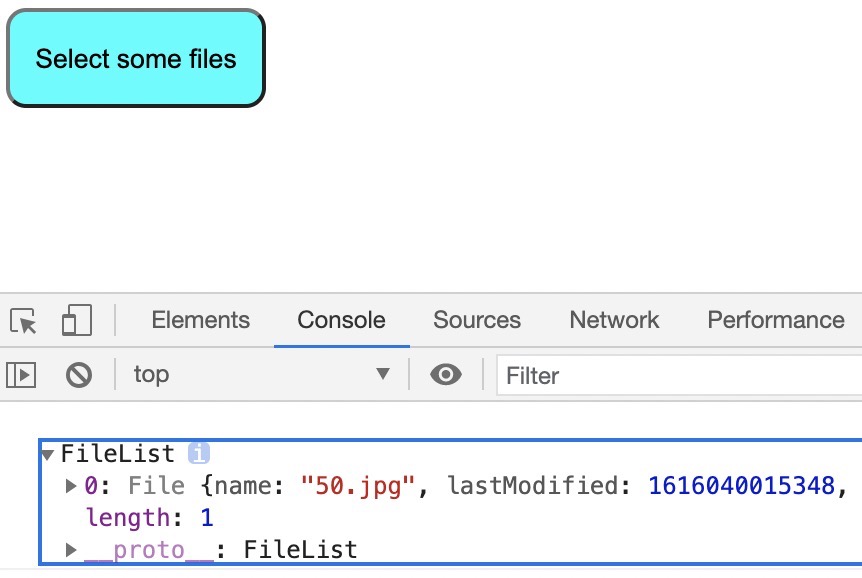 Select some files
Elements Console Sources Network Performance
top Filter
FileList i
0: File {name: "50.jpg", lastModified: 1616040015348,
length: 1
__proto__: FileList